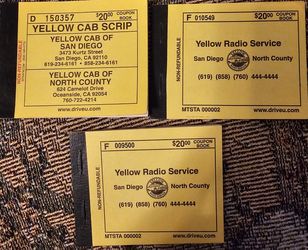 D 150357 $20.00 COUPON BOOK
YELLOW CAB SCRIP
YELLOW CAB OF
SAN DIEGO
3473 Kurtz Street
San Diego, CA 92110
619-234-6161 • 858-234-6161
YELLOW CAB OF
NORTH COUNTY
624 Camelot Drive
Oceanside, CA 92054
760-722-4214
www.driveu.com
F 010549 $20.00 COUPON BOOK
NON-REFUNDABLE
Yellow Radio Service
San Diego North County
(619) (858) (760) 444-4444
MTSTA 000002 www.driveu.com
F 009500 $20.00 COUPON BOOK
NON-REFUNDABLE
Yellow Radio Service
San Diego North County
(619) (858) (760) 444-4444
MTSTA 000002 www.driveu.com